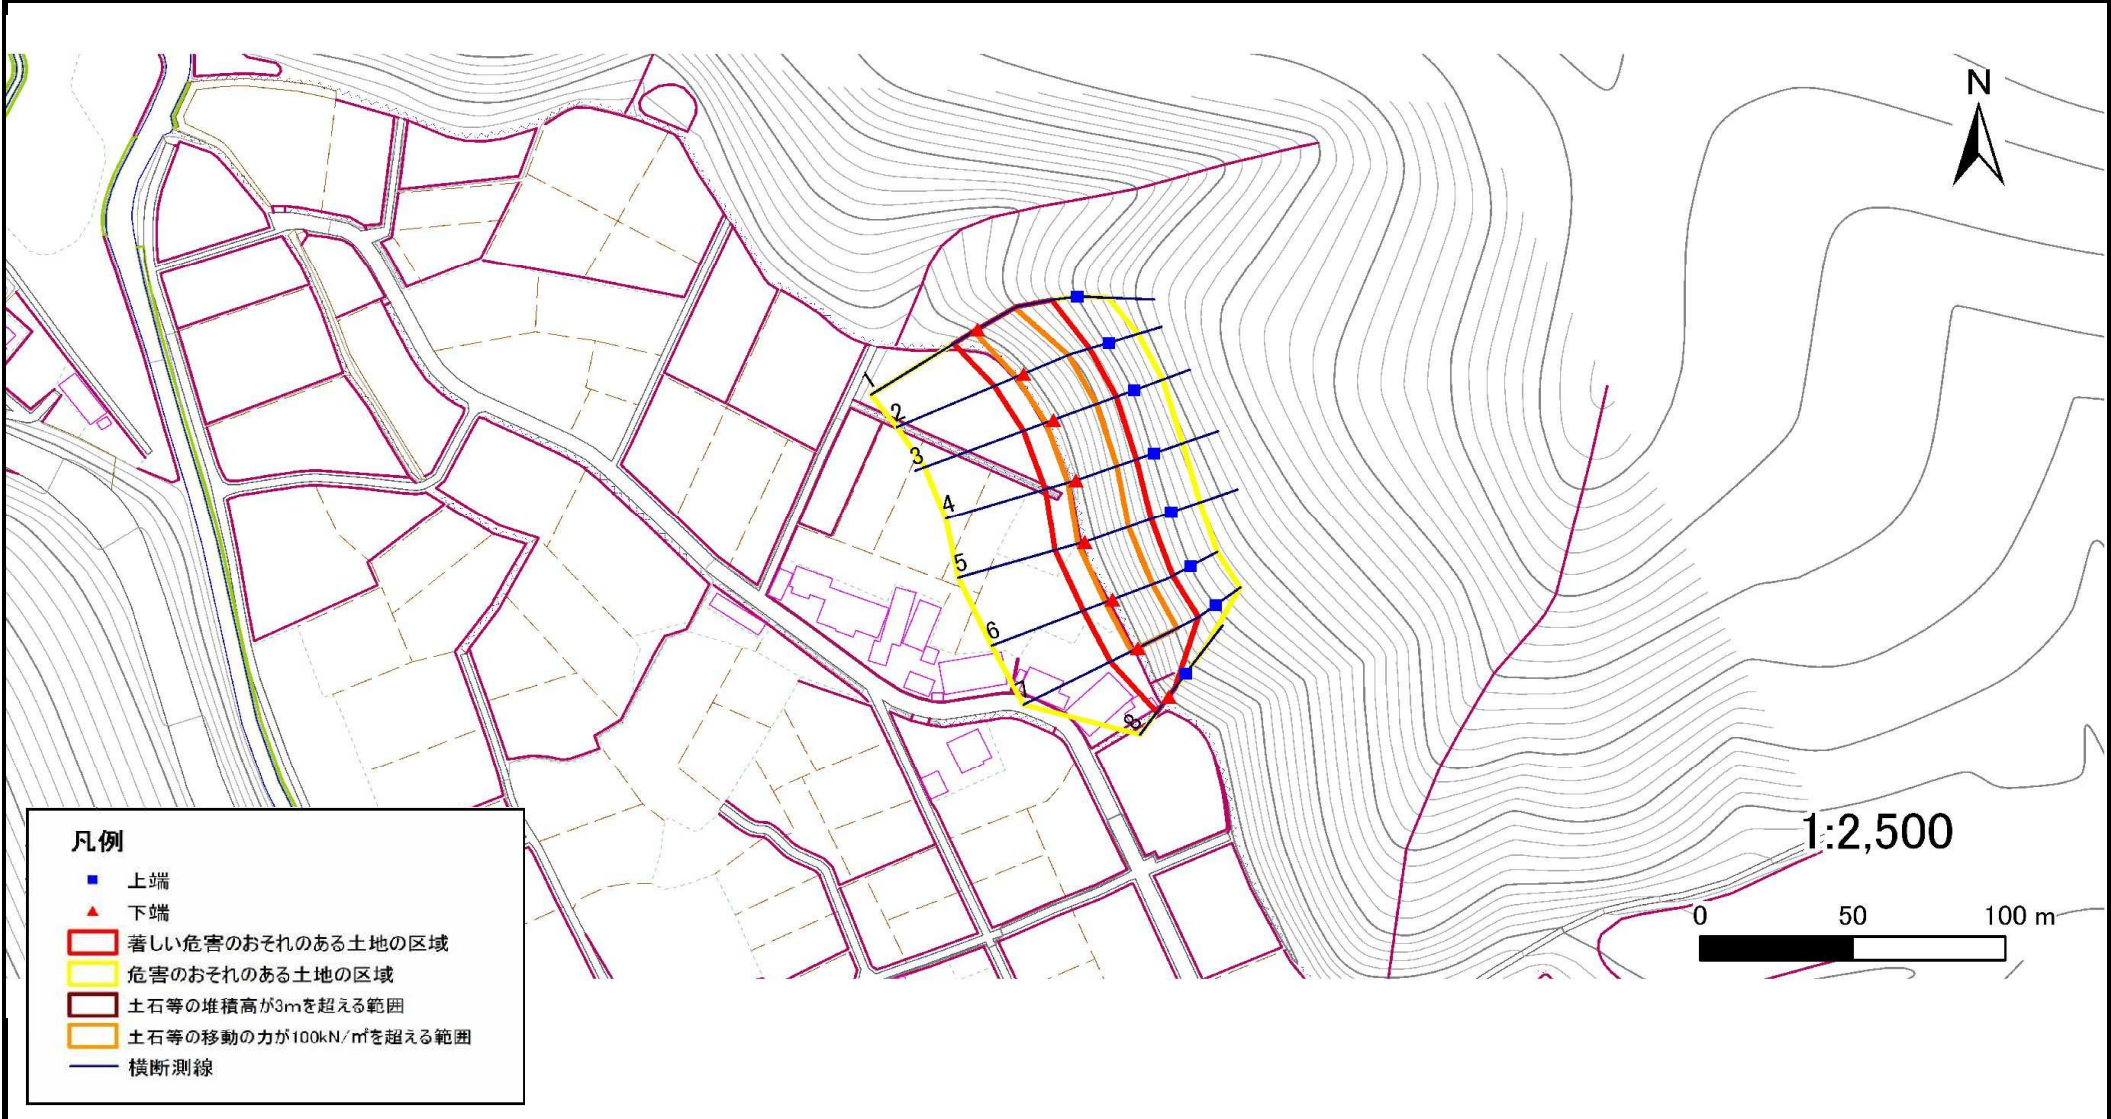 N
1
2
3
4
5
6
7
8
1:2,500
0 50 100 m
凡例
上端
下端
著しい危害のおそれのある土地の区域
危害のおそれのある土地の区域
土石等の堆積高が3mを超える範囲
土石等の移動の力が100kN/㎡を超える範囲
横断測線